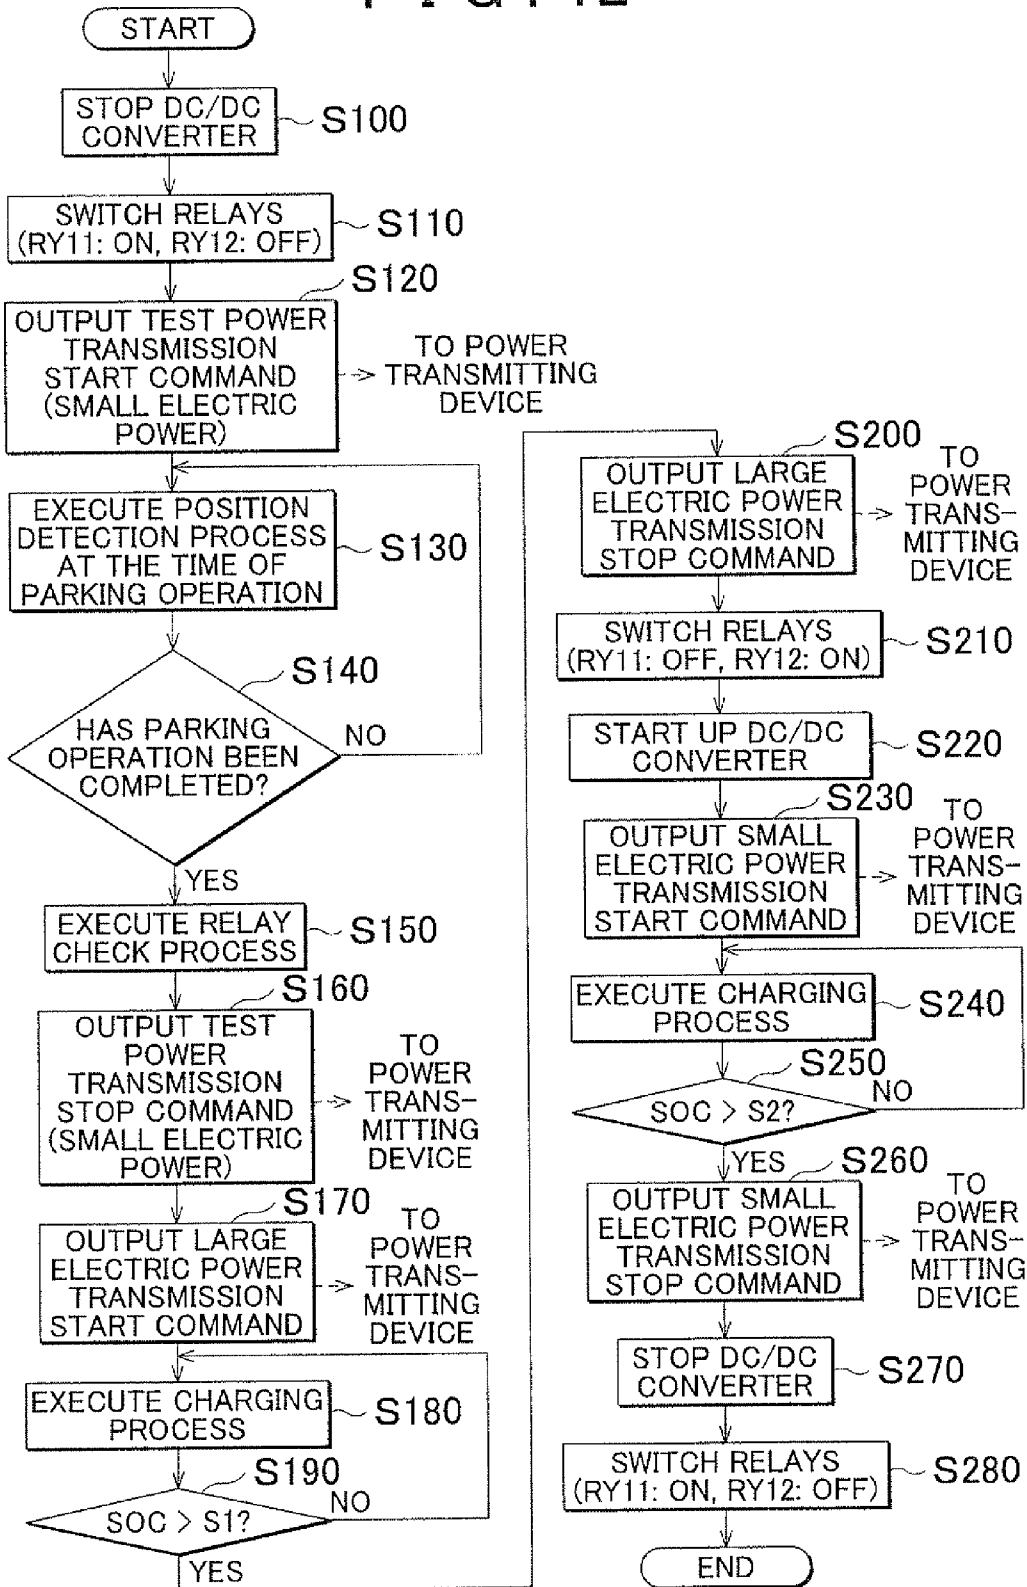 START
STOP DC/DC
CONVERTER
S100
SWITCH RELAYS
(RY11: ON, RY12: OFF)
S110
S120
OUTPUT TEST POWER
TRANSMISSION
START COMMAND
(SMALL ELECTRIC
POWER)
TO POWER
TRANSMITTING
DEVICE
EXECUTE POSITION
DETECTION PROCESS
AT THE TIME OF
PARKING OPERATION
S130
S140
HAS PARKING
OPERATION BEEN
COMPLETED?
NO
YES
EXECUTE RELAY
CHECK PROCESS
S150
S160
OUTPUT TEST
POWER
TRANSMISSION
STOP COMMAND
(SMALL ELECTRIC
POWER)
TO
POWER
TRANS-
MITTING
DEVICE
S170
OUTPUT LARGE
ELECTRIC POWER
TRANSMISSION
START COMMAND
TO
POWER
TRANS-
MITTING
DEVICE
EXECUTE CHARGING
PROCESS
S180
S190
SOC > S1?
NO
YES
S200
OUTPUT LARGE
ELECTRIC POWER
TRANSMISSION
STOP COMMAND
TO
POWER
TRANS-
MITTING
DEVICE
SWITCH RELAYS
(RY11: OFF, RY12: ON)
S210
START UP DC/DC
CONVERTER
S220
S230
OUTPUT SMALL
ELECTRIC POWER
TRANSMISSION
START COMMAND
TO
POWER
TRANS-
MITTING
DEVICE
EXECUTE CHARGING
PROCESS
S240
S250
SOC > S2?
NO
YES
S260
OUTPUT SMALL
ELECTRIC POWER
TRANSMISSION
STOP COMMAND
TO
POWER
TRANS-
MITTING
DEVICE
STOP DC/DC
CONVERTER
S270
SWITCH RELAYS
(RY11: ON, RY12: OFF)
S280
END